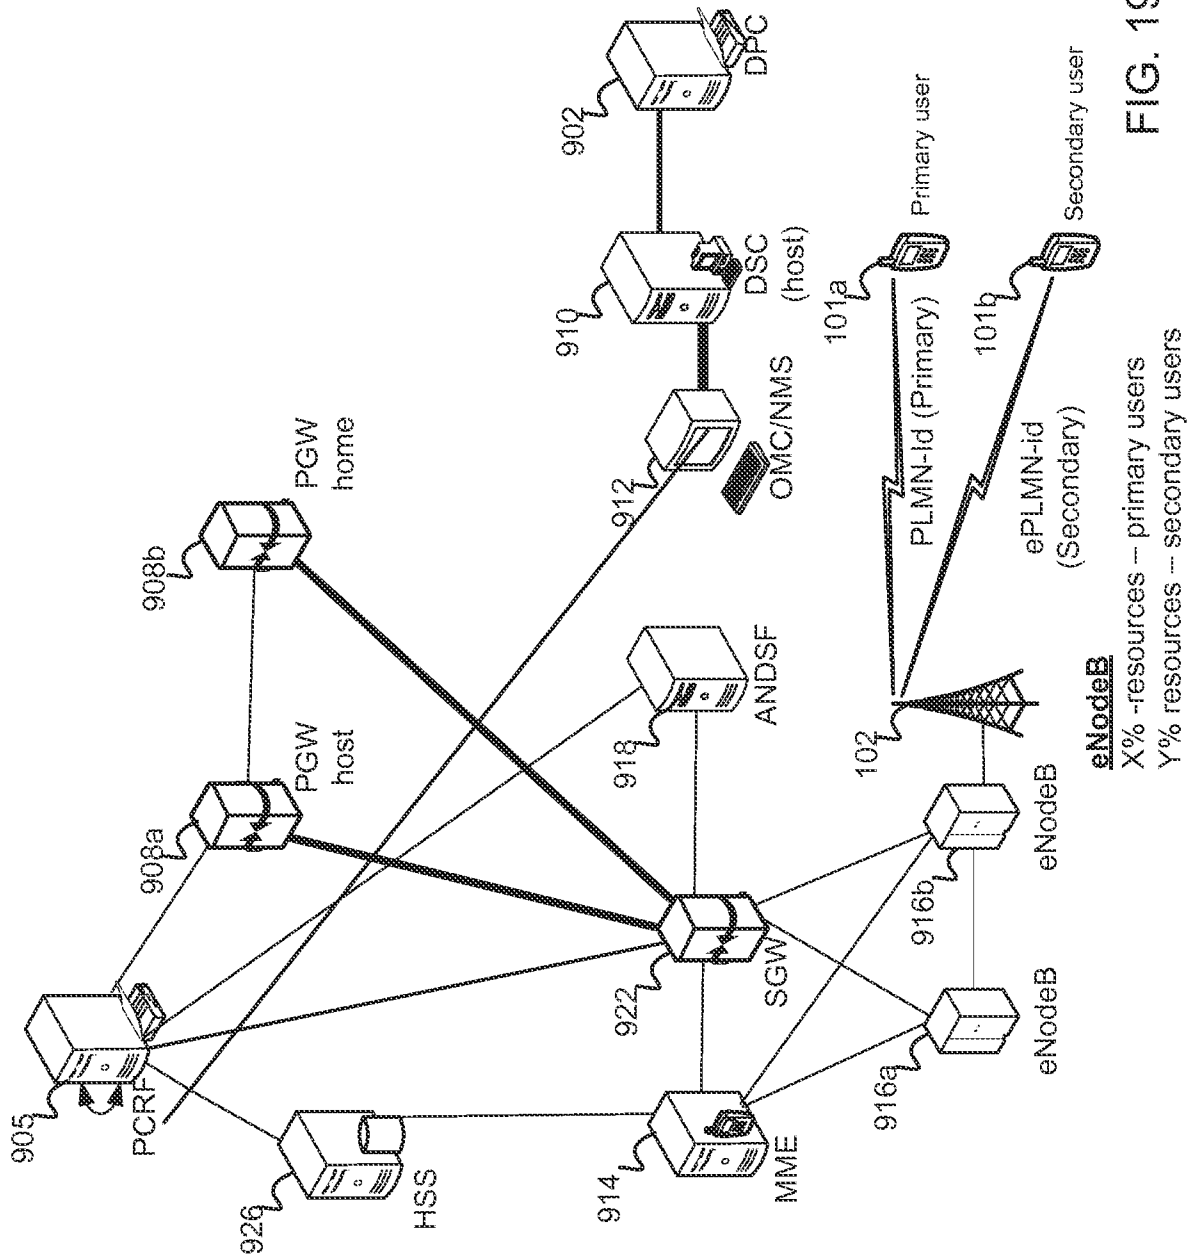 905
PCRF
926
HSS
914
MME
908a
PGW
host
908b
PGW
home
922
SGW
918
ANDSF
912
OMC/NMS
910
DSC
(host)
902
DPC
916a
eNodeB
916b
eNodeB
102
PLMN-Id (Primary)
ePLMN-id
(Secondary)
101a
Primary user
101b
Secondary user
eNodeB
X% -resources – primary users
Y% resources – secondary users
FIG. 19